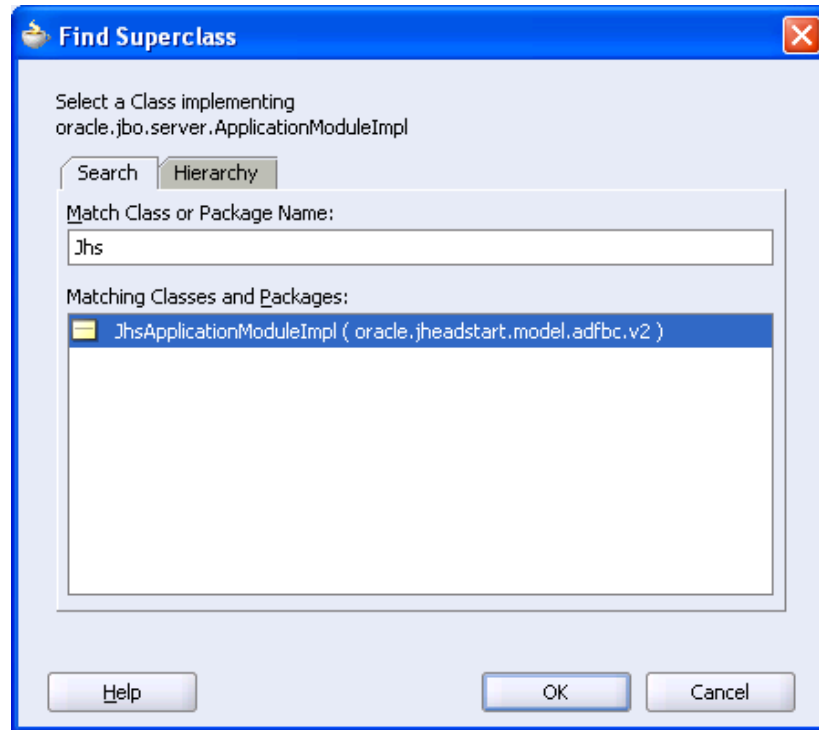 Find Superclass
Select a Class implementing
oracle.jbo.server.ApplicationModuleImpl
Search Hierarchy
Match Class or Package Name:
Jhs
Matching Classes and Packages:
JhsApplicationModuleImpl ( oracle.jheadstart.model.adfbc.v2 )
Help OK Cancel